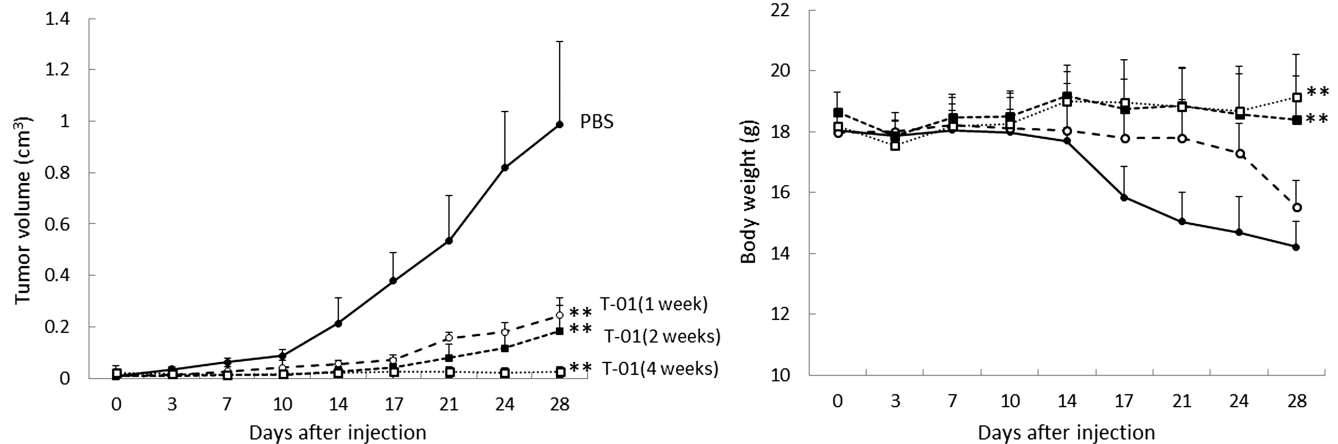 1.4
1.2
1
0.8
0.6
0.4
0.2
0
Tumor volume (cm³)
PBS
** T-01(1 week)
** T-01(2 weeks)
** T-01(4 weeks)
0 3 7 10 14 17 21 24 28
Days after injection
22
20
18
16
14
12
10
Body weight (g)
**
**
0 3 7 10 14 17 21 24 28
Days after injection